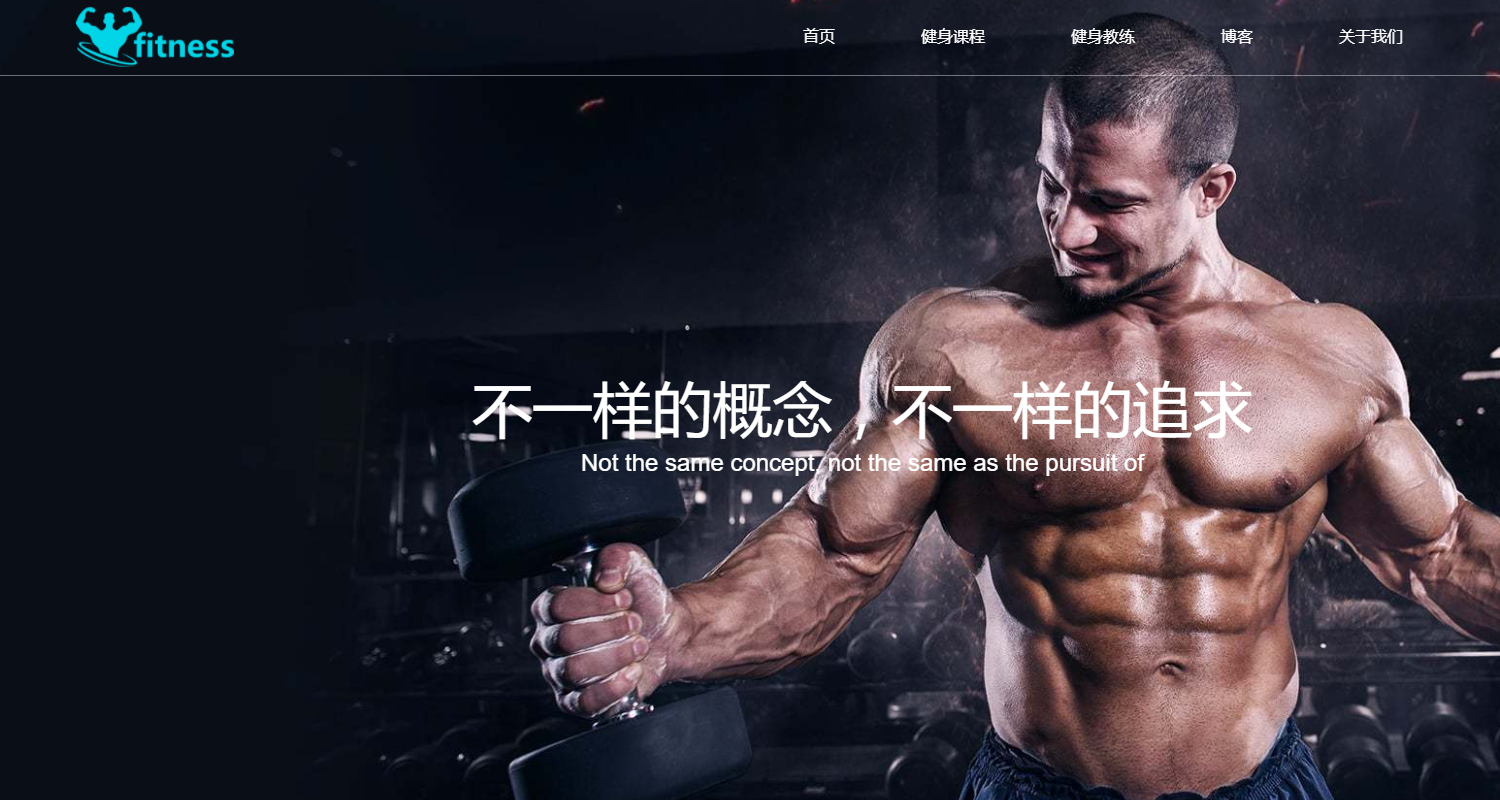 fitness
首页
健身课程
健身教练
博客
关于我们
不一样的概念，不一样的追求
Not the same concept, not the same as the pursuit of